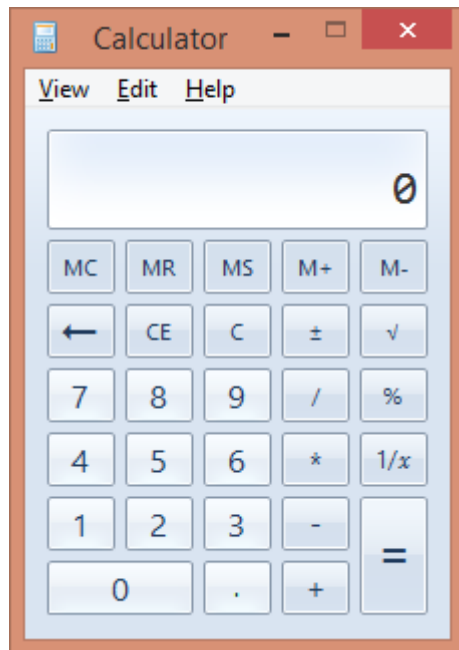 Calculator
View Edit Help
0
MC MR MS M+ M-
← CE C ± √
7 8 9 / %
4 5 6 * 1/x
1 2 3 - =
0 . +